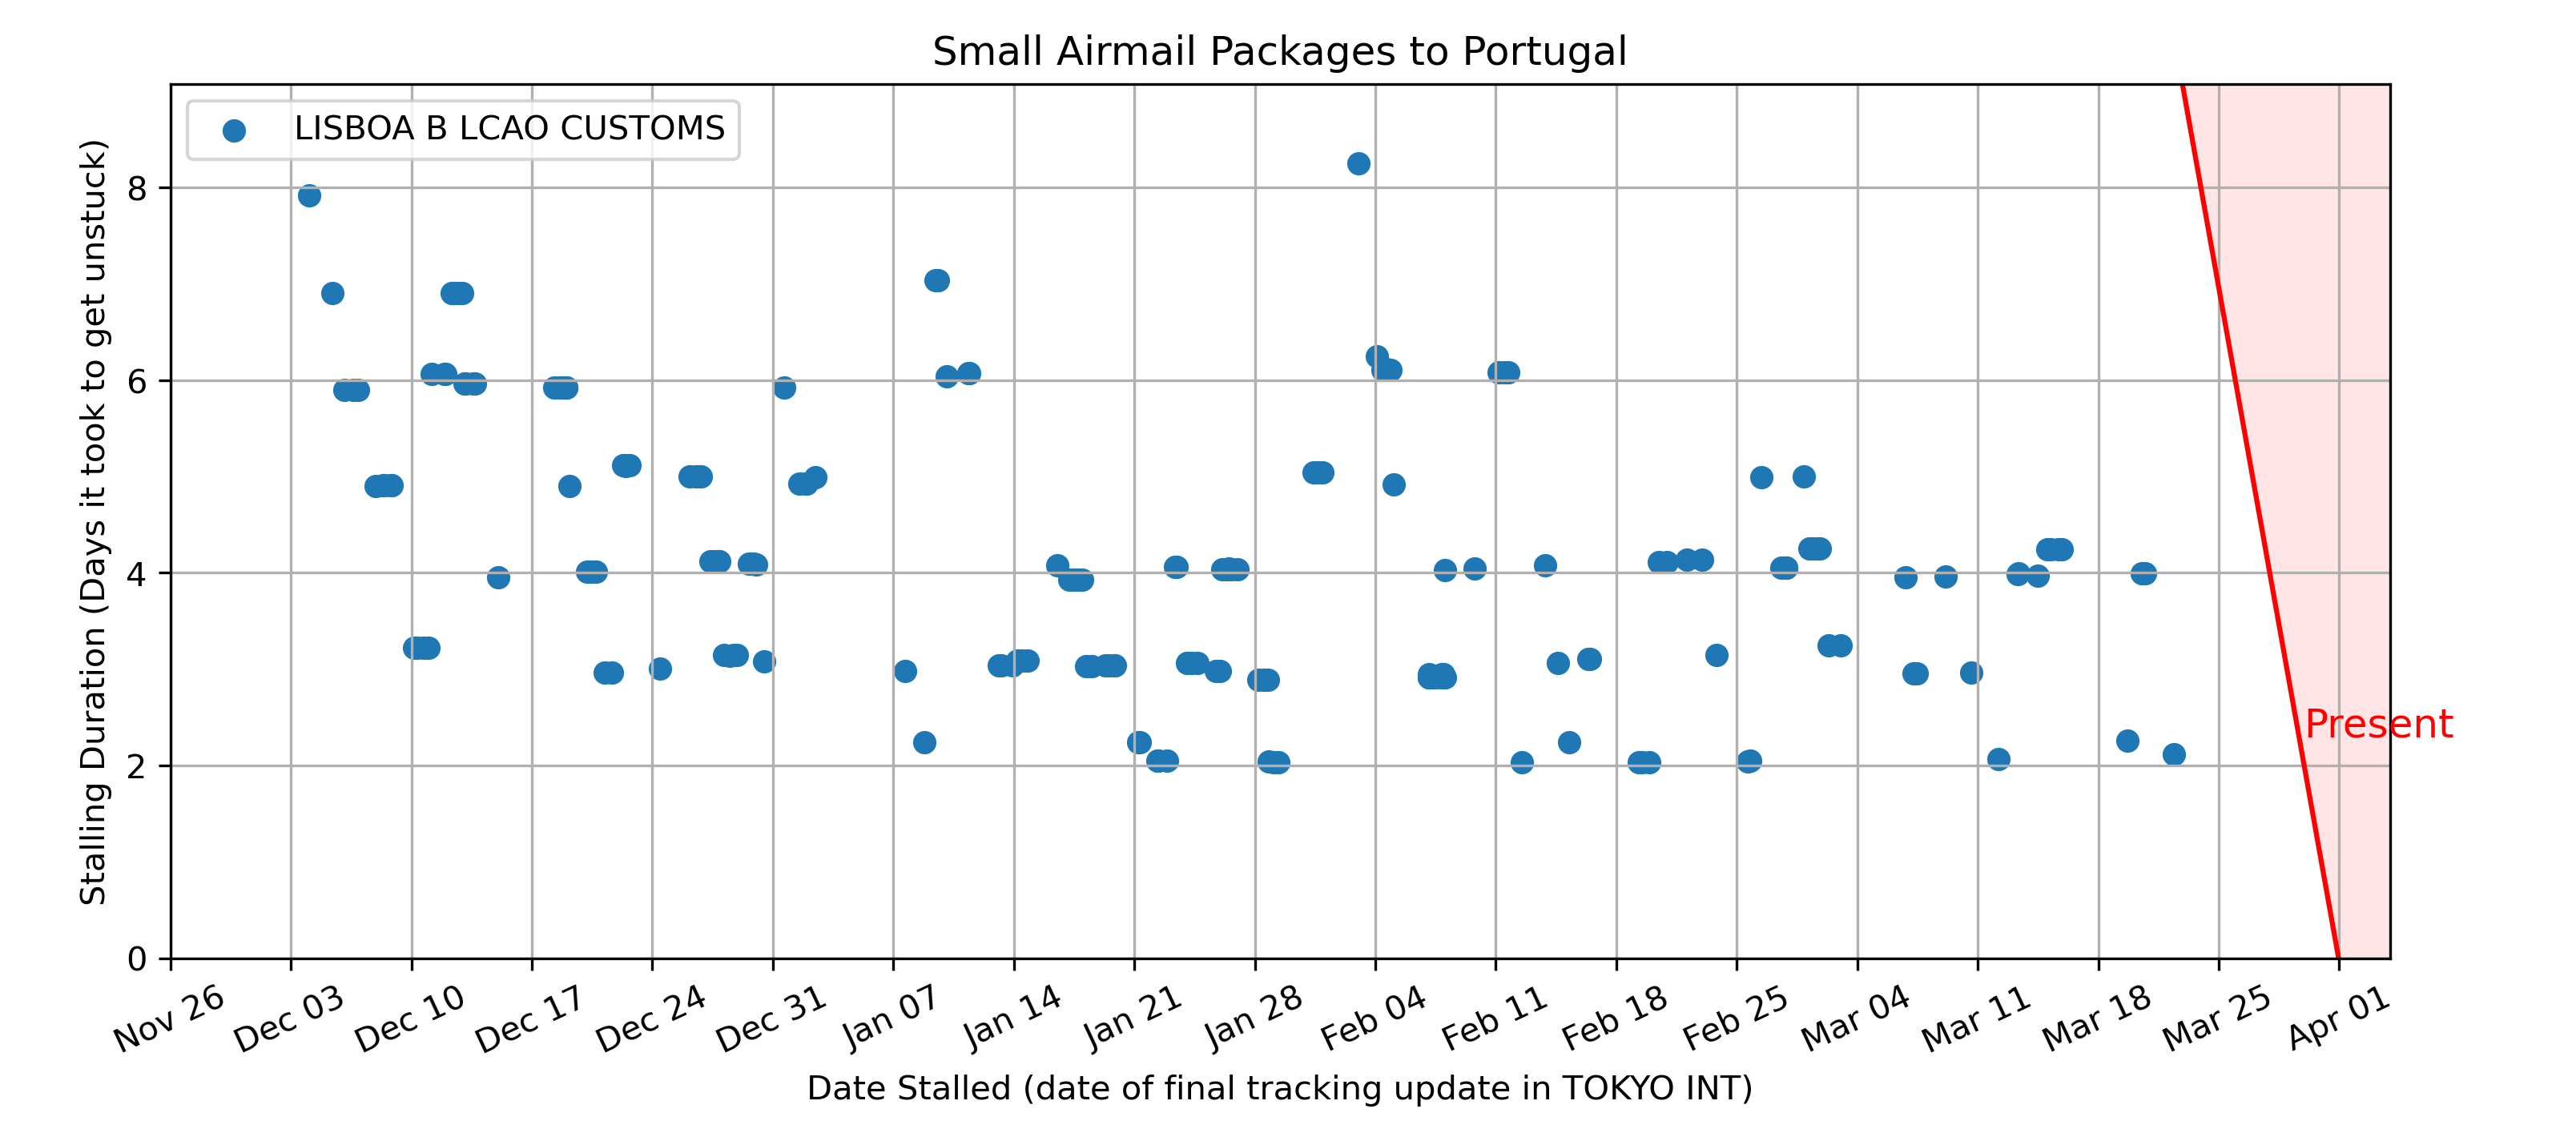 Small Airmail Packages to Portugal
LISBOA B LCAO CUSTOMS
Stalling Duration (Days it took to get unstuck)
8
6
4
2
0
Present
Nov 26
Dec 03
Dec 10
Dec 17
Dec 24
Dec 31
Jan 07
Jan 14
Jan 21
Jan 28
Feb 04
Feb 11
Feb 18
Feb 25
Mar 04
Mar 11
Mar 18
Mar 25
Apr 01
Date Stalled (date of final tracking update in TOKYO INT)